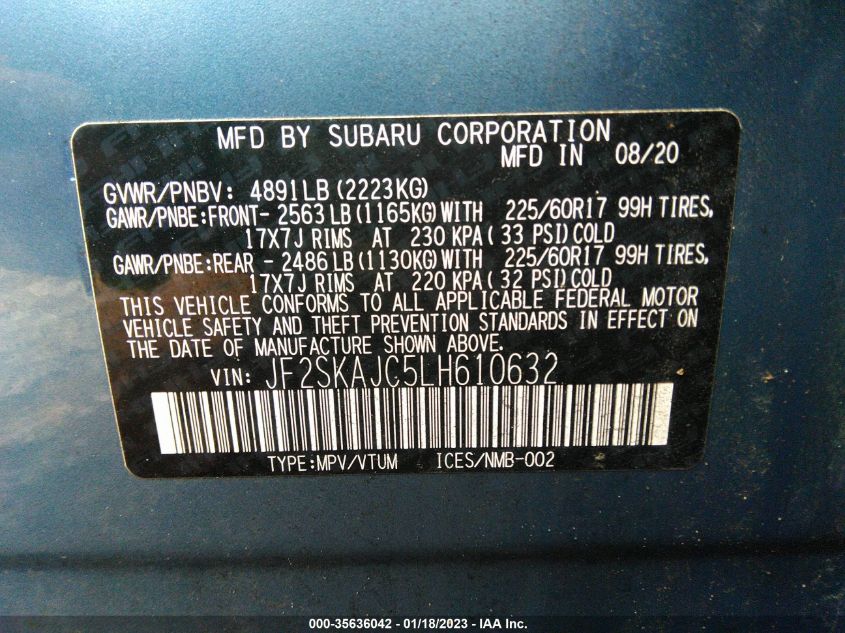 MFD BY SUBARU CORPORATION
MFD IN 08/20
GVWR/PNBV: 4891LB(2223KG)
GAWR/PNBE:FRONT- 2563LB(1165KG)WITH 225/60R17 99H TIRES,
17X7J RIMS AT 230 KPA( 33 PSI)COLD
GAWR/PNBE:REAR - 2486LB(1130KG)WITH 225/60R17 99H TIRES,
17X7J RIMS AT 220 KPA( 32 PSI)COLD
THIS VEHICLE CONFORMS TO ALL APPLICABLE FEDERAL MOTOR
VEHICLE SAFETY AND THEFT PREVENTION STANDARDS IN EFFECT ON
THE DATE OF MANUFACTURE SHOWN ABOVE.
VIN: JF2SKAJC5LH610632
TYPE:MPV/VTUM ICES/NMB-002
000-35636042 - 01/18/2023 - IAA Inc.